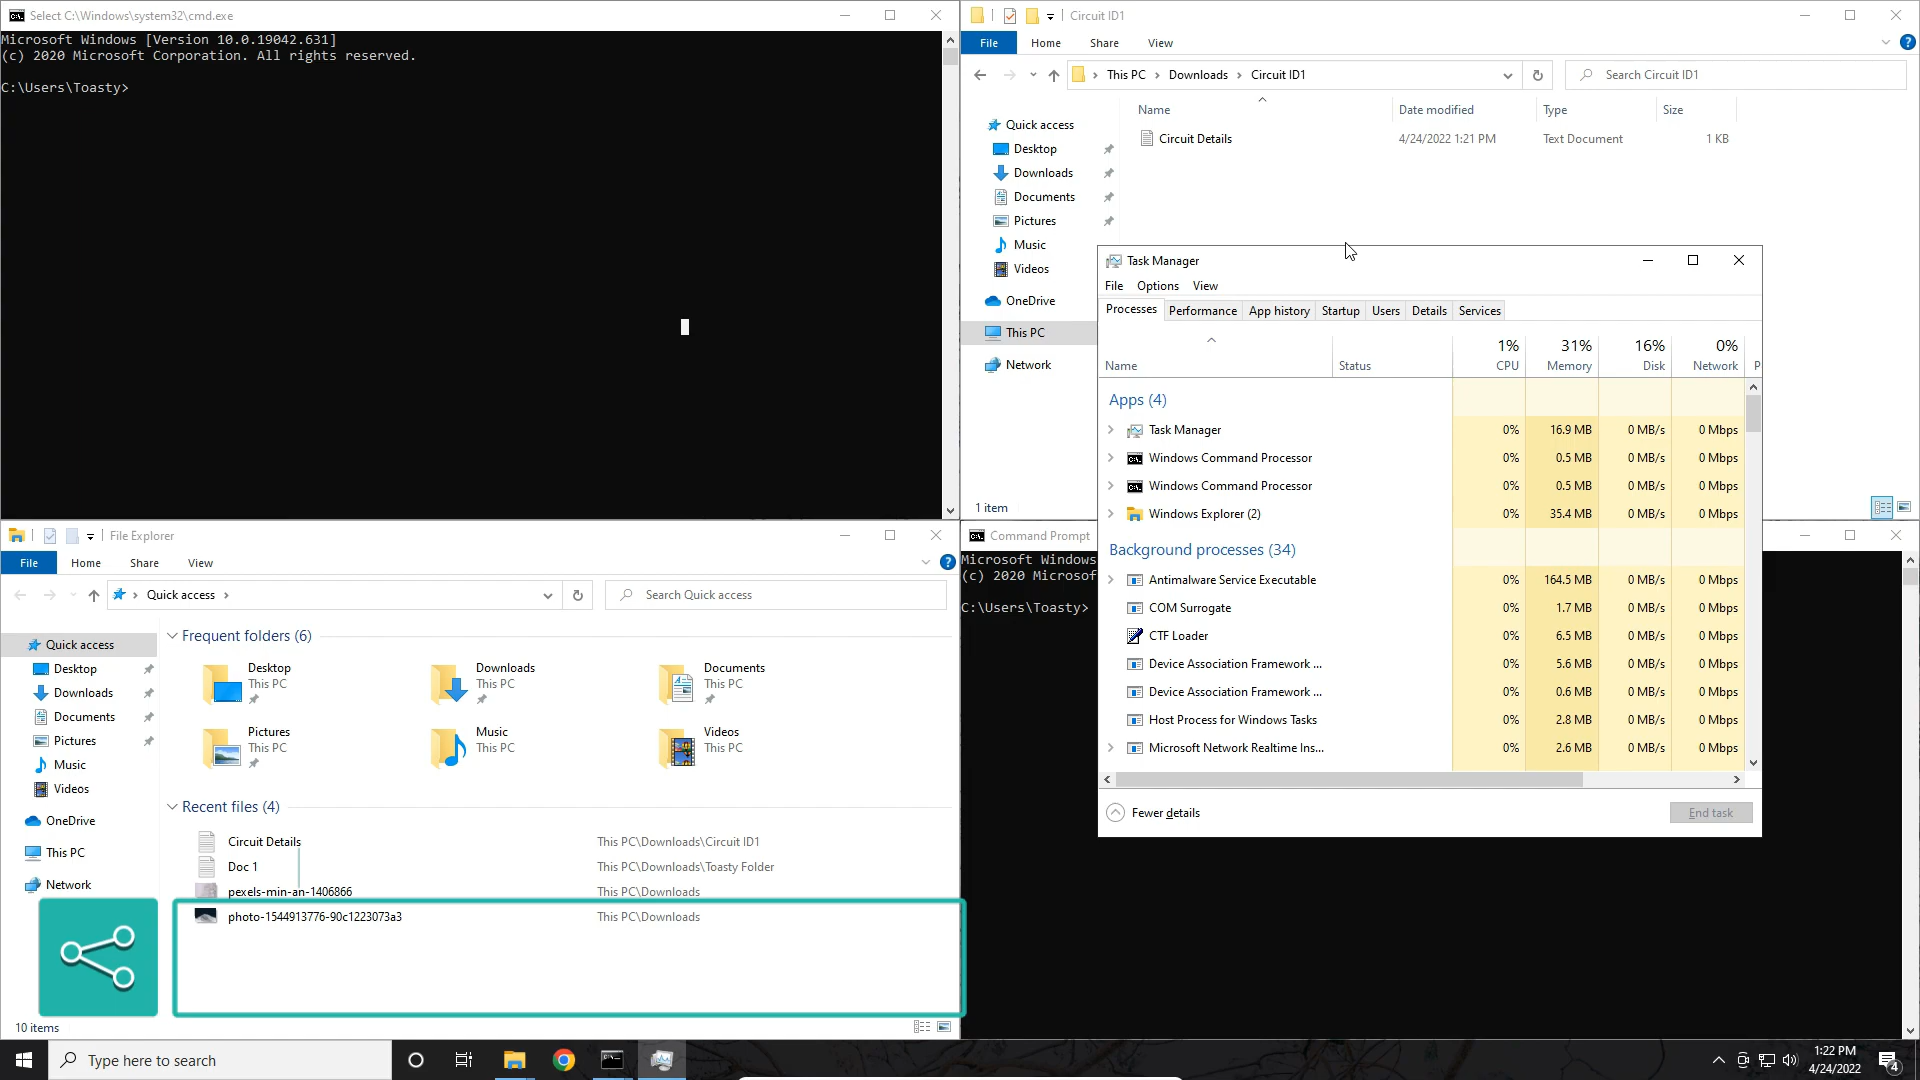 Select C:\Windows\system32\cmd.exe
Microsoft Windows [Version 10.0.19042.631]
(c) 2020 Microsoft Corporation. All rights reserved.
C:\Users\Toasty>
Circuit ID1
File Home Share View
This PC > Downloads > Circuit ID1
Search Circuit ID1
Name Date modified Type Size
Circuit Details 4/24/2022 1:21 PM Text Document 1 KB
Quick access
Desktop
Downloads
Documents
Pictures
Music
Videos
OneDrive
This PC
Network
1 item
Task Manager
File Options View
Processes Performance App history Startup Users Details Services
1% 31% 16% 0%
Name Status CPU Memory Disk Network P
Apps (4)
Task Manager 0% 16.9 MB 0 MB/s 0 Mbps
Windows Command Processor 0% 0.5 MB 0 MB/s 0 Mbps
Windows Command Processor 0% 0.5 MB 0 MB/s 0 Mbps
Windows Explorer (2) 0% 35.4 MB 0 MB/s 0 Mbps
Background processes (34)
Antimalware Service Executable 0% 164.5 MB 0 MB/s 0 Mbps
COM Surrogate 0% 1.7 MB 0 MB/s 0 Mbps
CTF Loader 0% 6.5 MB 0 MB/s 0 Mbps
Device Association Framework ... 0% 5.6 MB 0 MB/s 0 Mbps
Device Association Framework ... 0% 0.6 MB 0 MB/s 0 Mbps
Host Process for Windows Tasks 0% 2.8 MB 0 MB/s 0 Mbps
Microsoft Network Realtime Ins... 0% 2.6 MB 0 MB/s 0 Mbps
Fewer details
End task
File Explorer
File Home Share View
Quick access >
Search Quick access
Quick access
Desktop
Downloads
Documents
Pictures
Music
Videos
OneDrive
This PC
Network
Frequent folders (6)
Desktop
This PC
Downloads
This PC
Documents
This PC
Pictures
This PC
Music
This PC
Videos
This PC
Recent files (4)
Circuit Details This PC\Downloads\Circuit ID1
Doc 1 This PC\Downloads\Toasty Folder
pexels-min-an-1406866 This PC\Downloads
photo-1544913776-90c1223073a3 This PC\Downloads
10 items
Command Prompt
Microsoft Windows
(c) 2020 Microsof
C:\Users\Toasty>
Type here to search
1:22 PM
4/24/2022
4